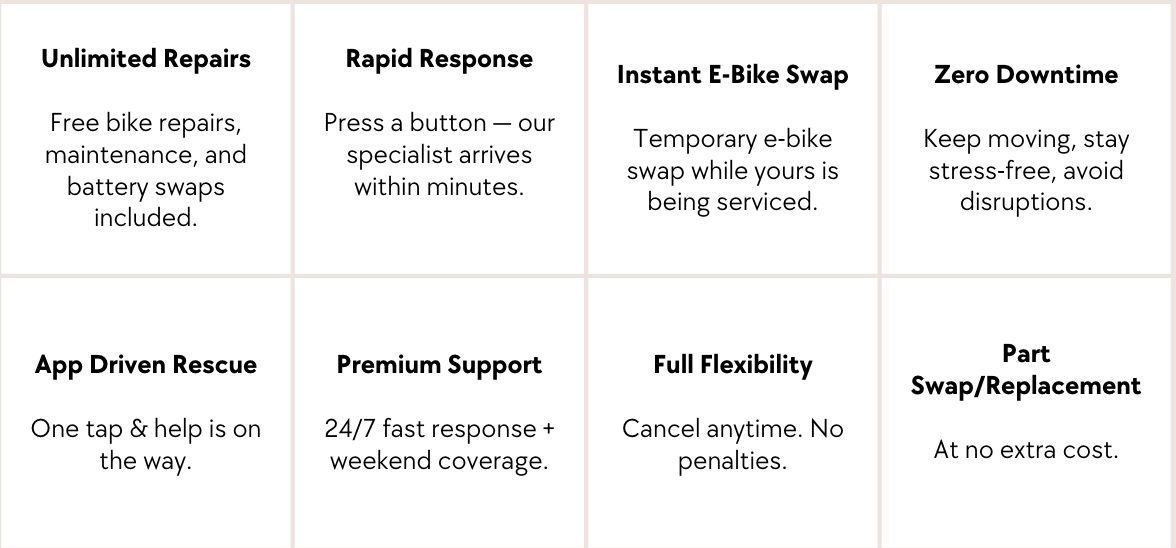 Unlimited Repairs
Free bike repairs,
maintenance, and
battery swaps
included.
Rapid Response
Press a button — our
specialist arrives
within minutes.
Instant E-Bike Swap
Temporary e-bike
swap while yours is
being serviced.
Zero Downtime
Keep moving, stay
stress-free, avoid
disruptions.
App Driven Rescue
One tap & help is on
the way.
Premium Support
24/7 fast response +
weekend coverage.
Full Flexibility
Cancel anytime. No
penalties.
Part
Swap/Replacement
At no extra cost.